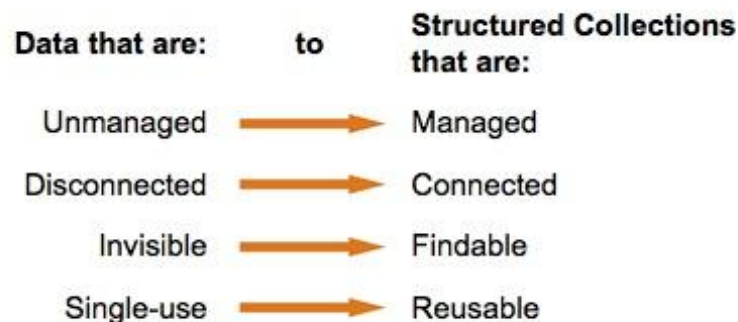 Data that are: to Structured Collections
that are:
Unmanaged Managed
Disconnected Connected
Invisible Findable
Single-use Reusable